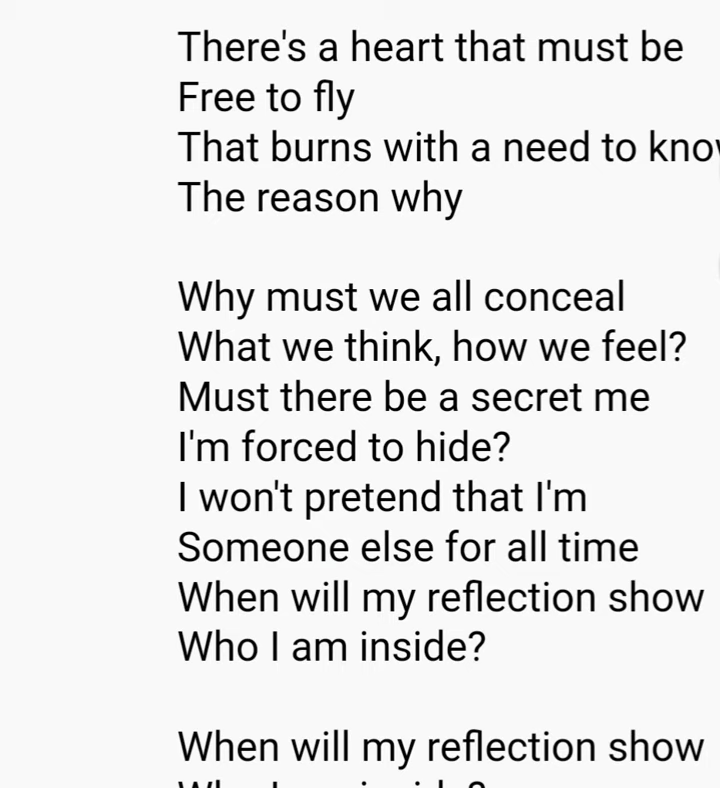 There's a heart that must be
Free to fly
That burns with a need to know
The reason why
Why must we all conceal
What we think, how we feel?
Must there be a secret me
I'm forced to hide?
I won't pretend that I'm
Someone else for all time
When will my reflection show
Who I am inside?
When will my reflection show